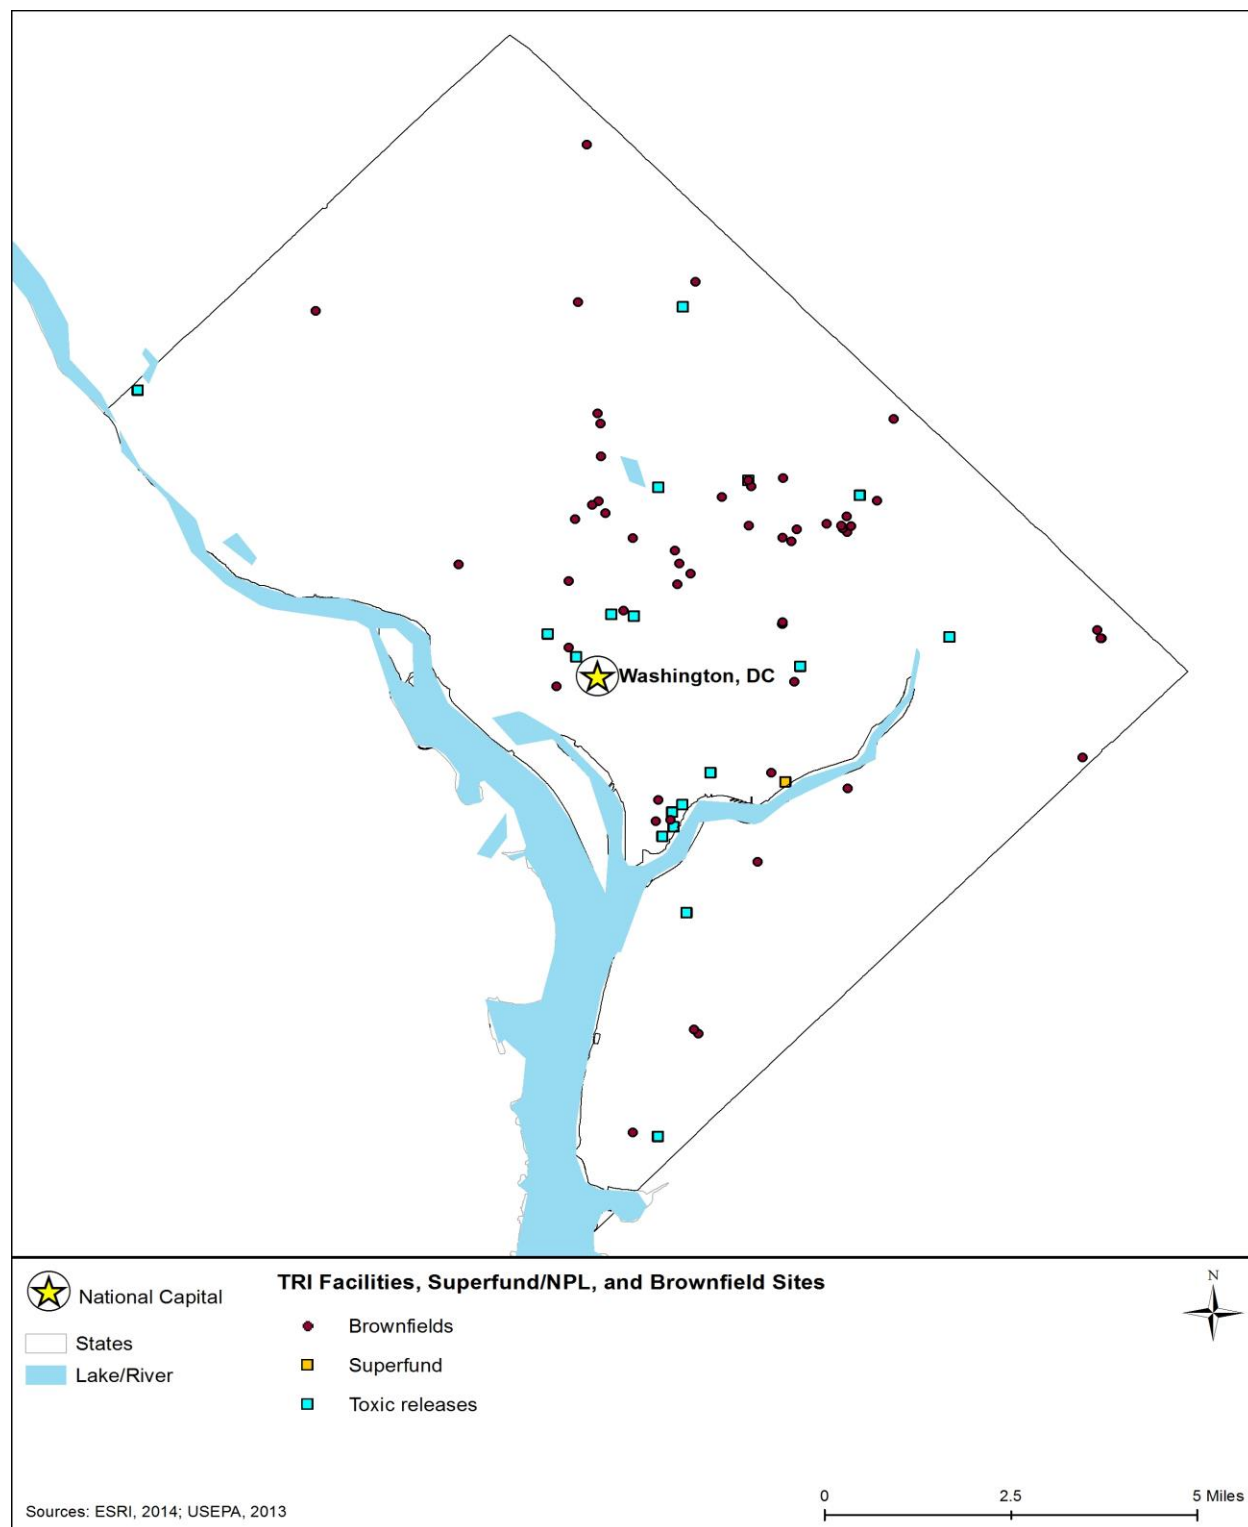 Washington, DC
National Capital
States
Lake/River
TRI Facilities, Superfund/NPL, and Brownfield Sites
Brownfields
Superfund
Toxic releases
N
Sources: ESRI, 2014; USEPA, 2013
0 2.5 5 Miles